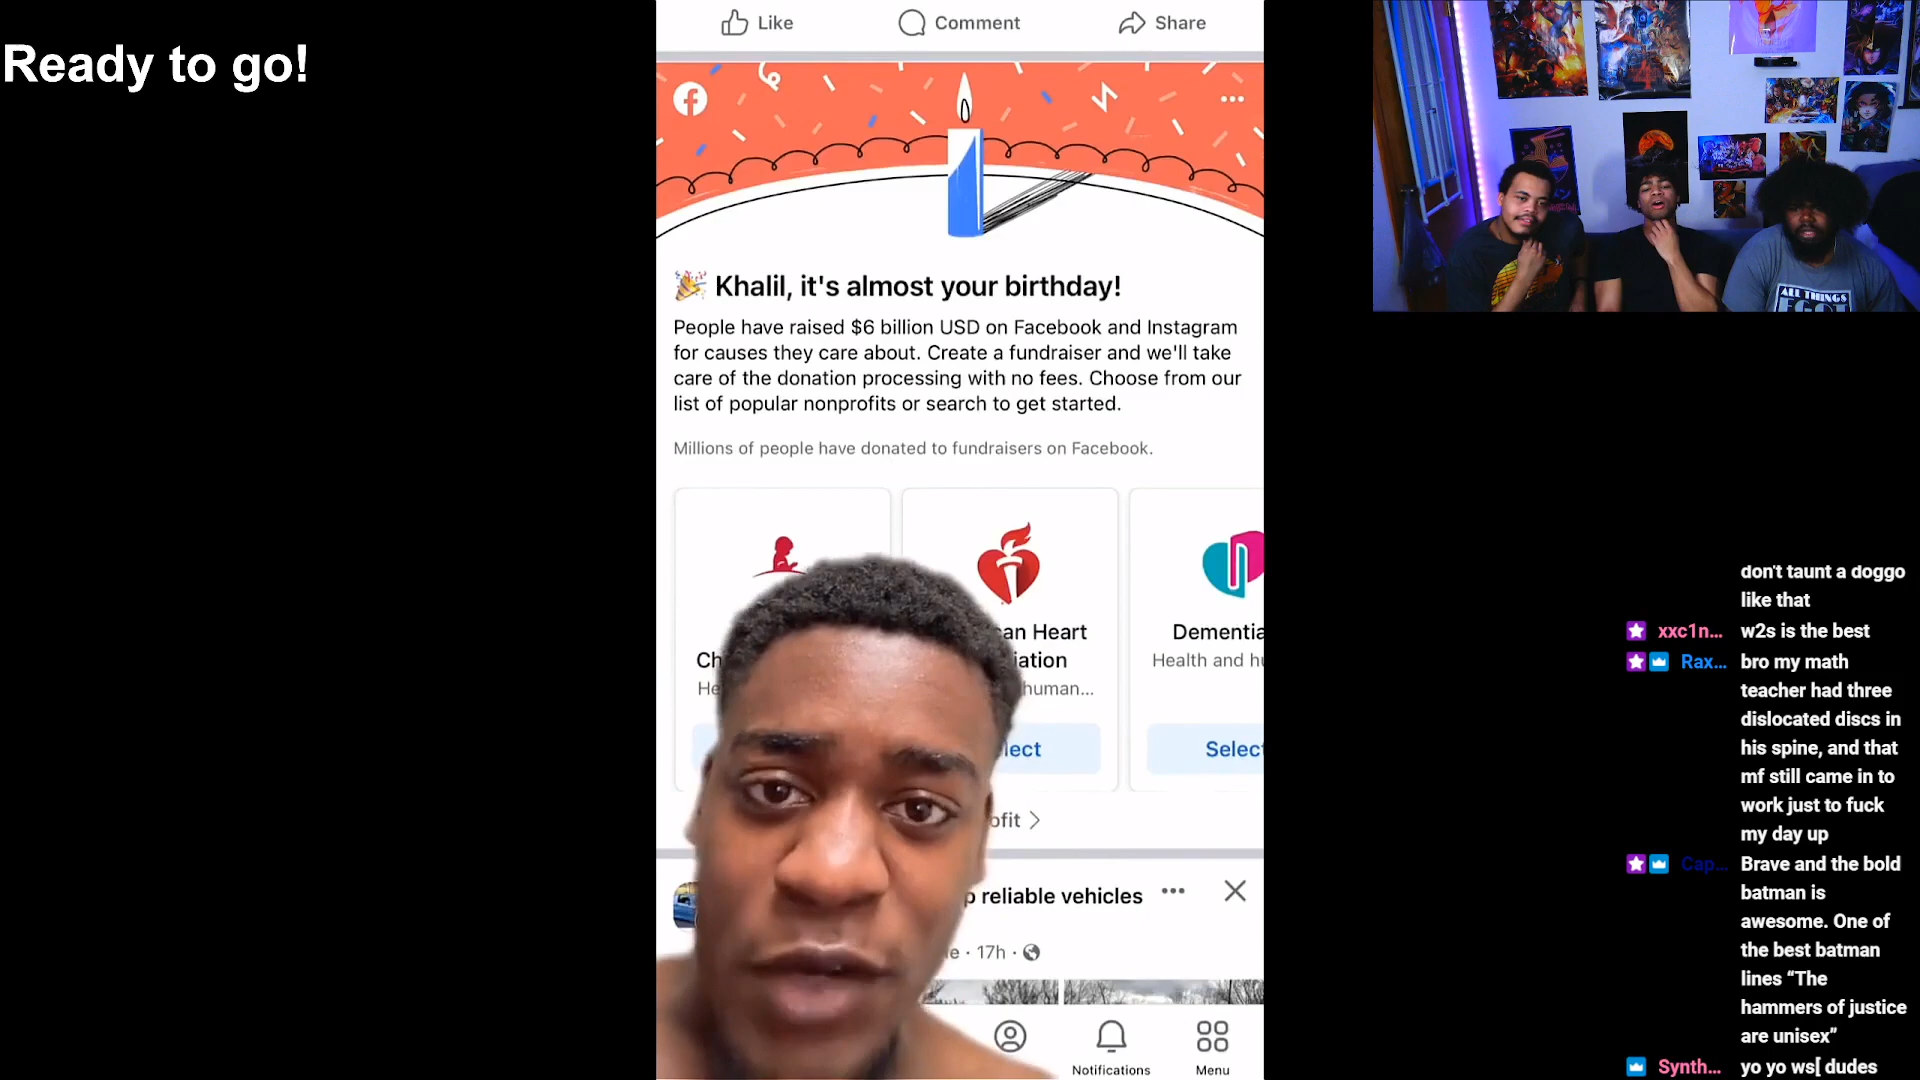 Ready to go!
Like
Comment
Share
Khalil, it's almost your birthday!
People have raised $6 billion USD on Facebook and Instagram
for causes they care about. Create a fundraiser and we'll take
care of the donation processing with no fees. Choose from our
list of popular nonprofits or search to get started.
Millions of people have donated to fundraisers on Facebook.
Ch
He
can Heart
iation
human...
lect
Dementia
Health and hu
Select
ofit
p reliable vehicles
e · 17h ·
Notifications
Menu
ALL THINGS
don't taunt a doggo
like that
xxc1n... w2s is the best
Rax... bro my math
teacher had three
dislocated discs in
his spine, and that
mf still came in to
work just to fuck
my day up
Cap... Brave and the bold
batman is
awesome. One of
the best batman
lines “The
hammers of justice
are unisex”
Synth... yo yo ws[ dudes